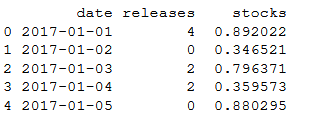 date releases stocks
0 2017-01-01 4 0.892022
1 2017-01-02 0 0.346521
2 2017-01-03 2 0.796371
3 2017-01-04 2 0.359573
4 2017-01-05 0 0.880295